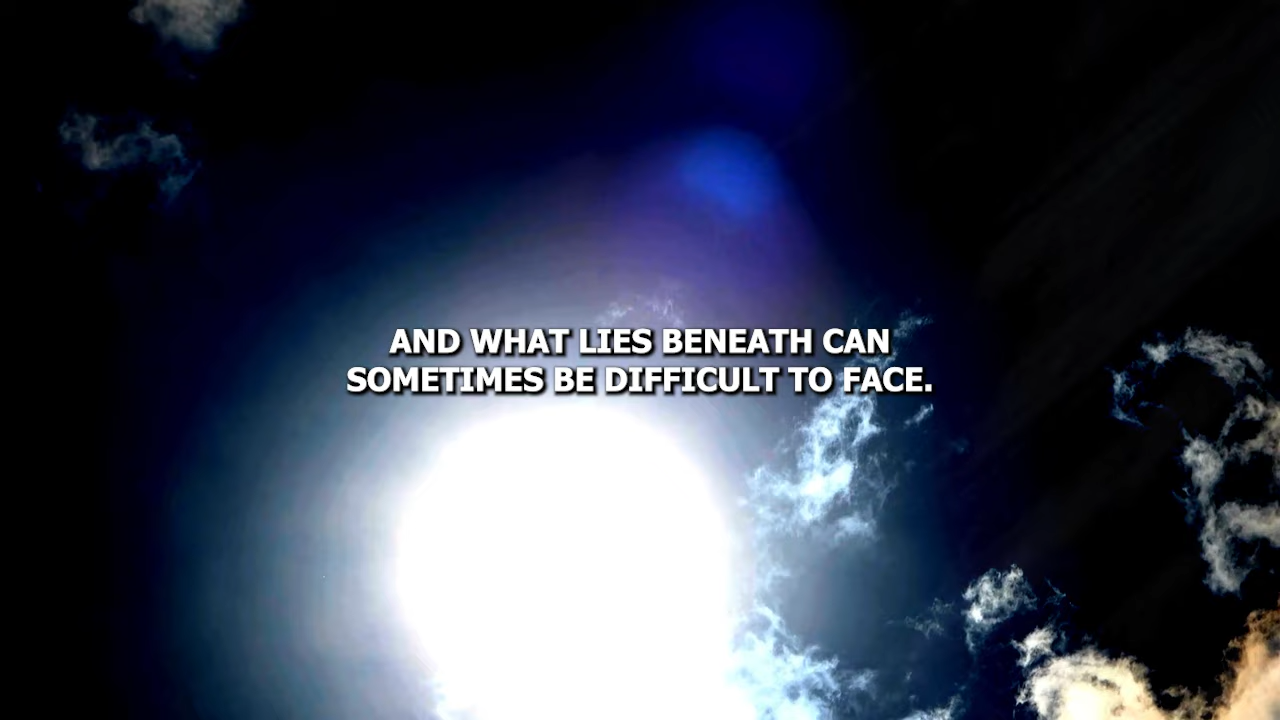 AND WHAT LIES BENEATH CAN
SOMETIMES BE DIFFICULT TO FACE.